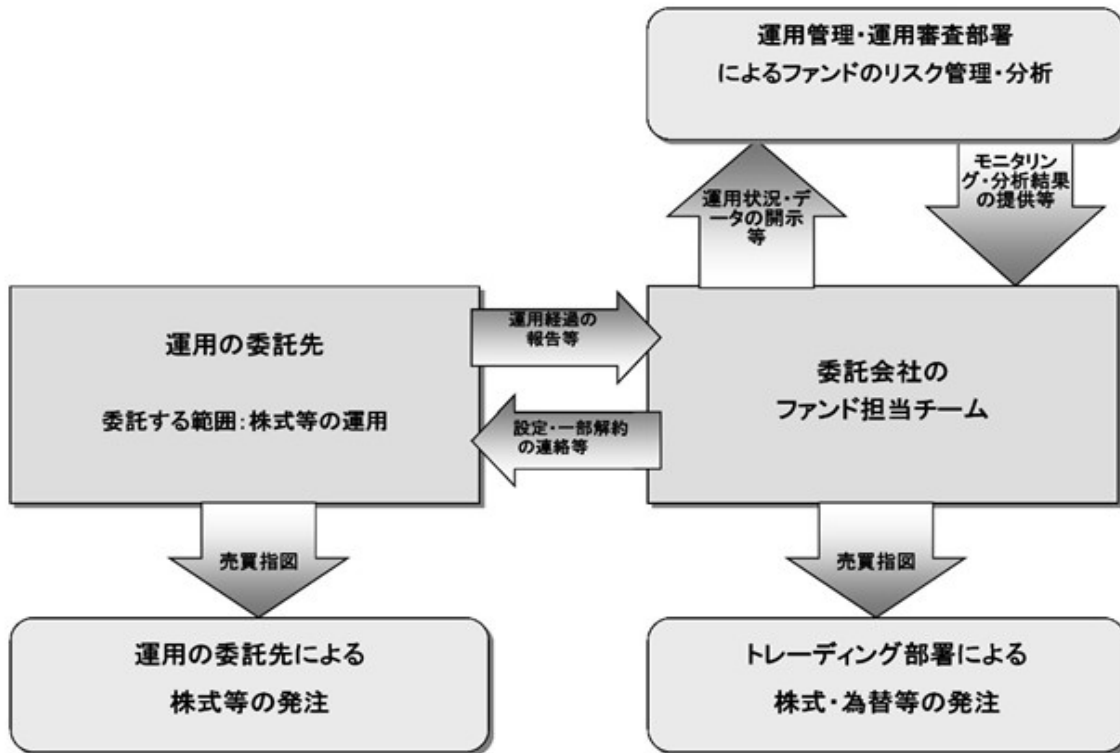 運用管理・運用審査部署
によるファンドのリスク管理・分析
運用状況・デ
ータの開示
等
モニタリン
グ・分析結果
の提供等
運用の委託先
委託する範囲：株式等の運用
運用経過の
報告等
設定・一部解約
の連絡等
委託会社の
ファンド担当チーム
売買指図
売買指図
運用の委託先による
株式等の発注
トレーディング部署による
株式・為替等の発注